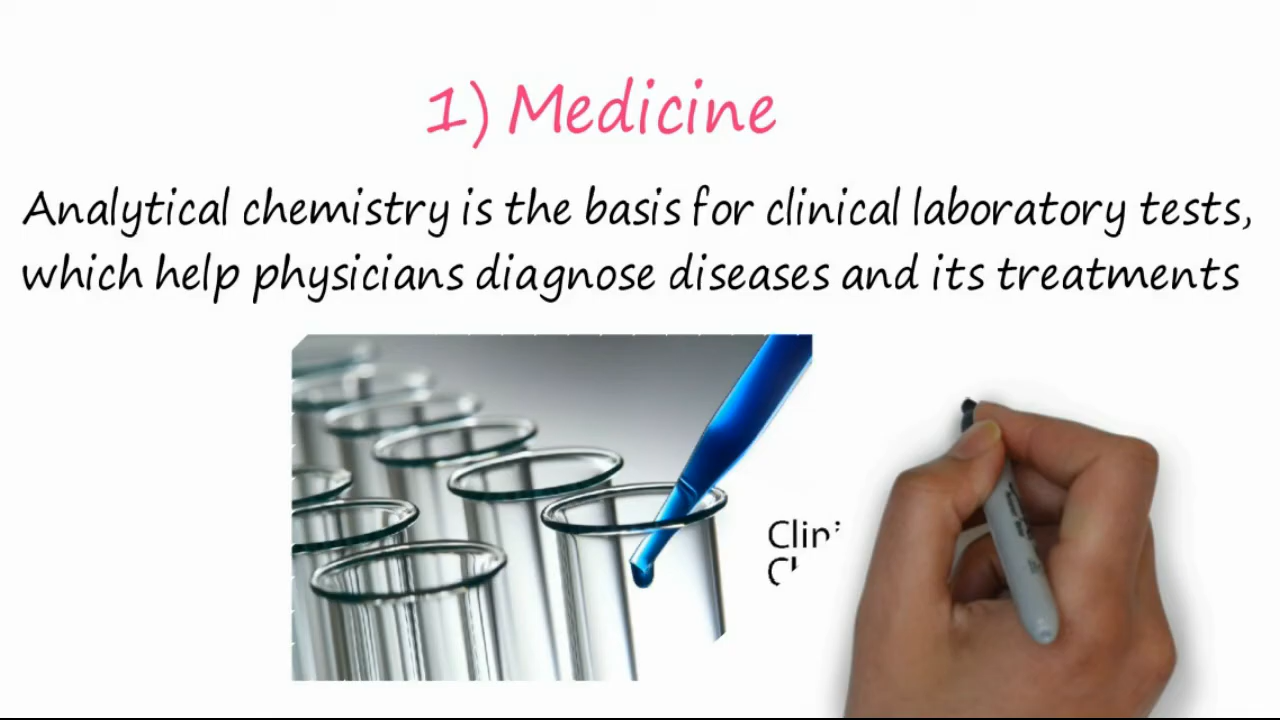 1) Medicine
Analytical chemistry is the basis for clinical laboratory tests,
which help physicians diagnose diseases and its treatments